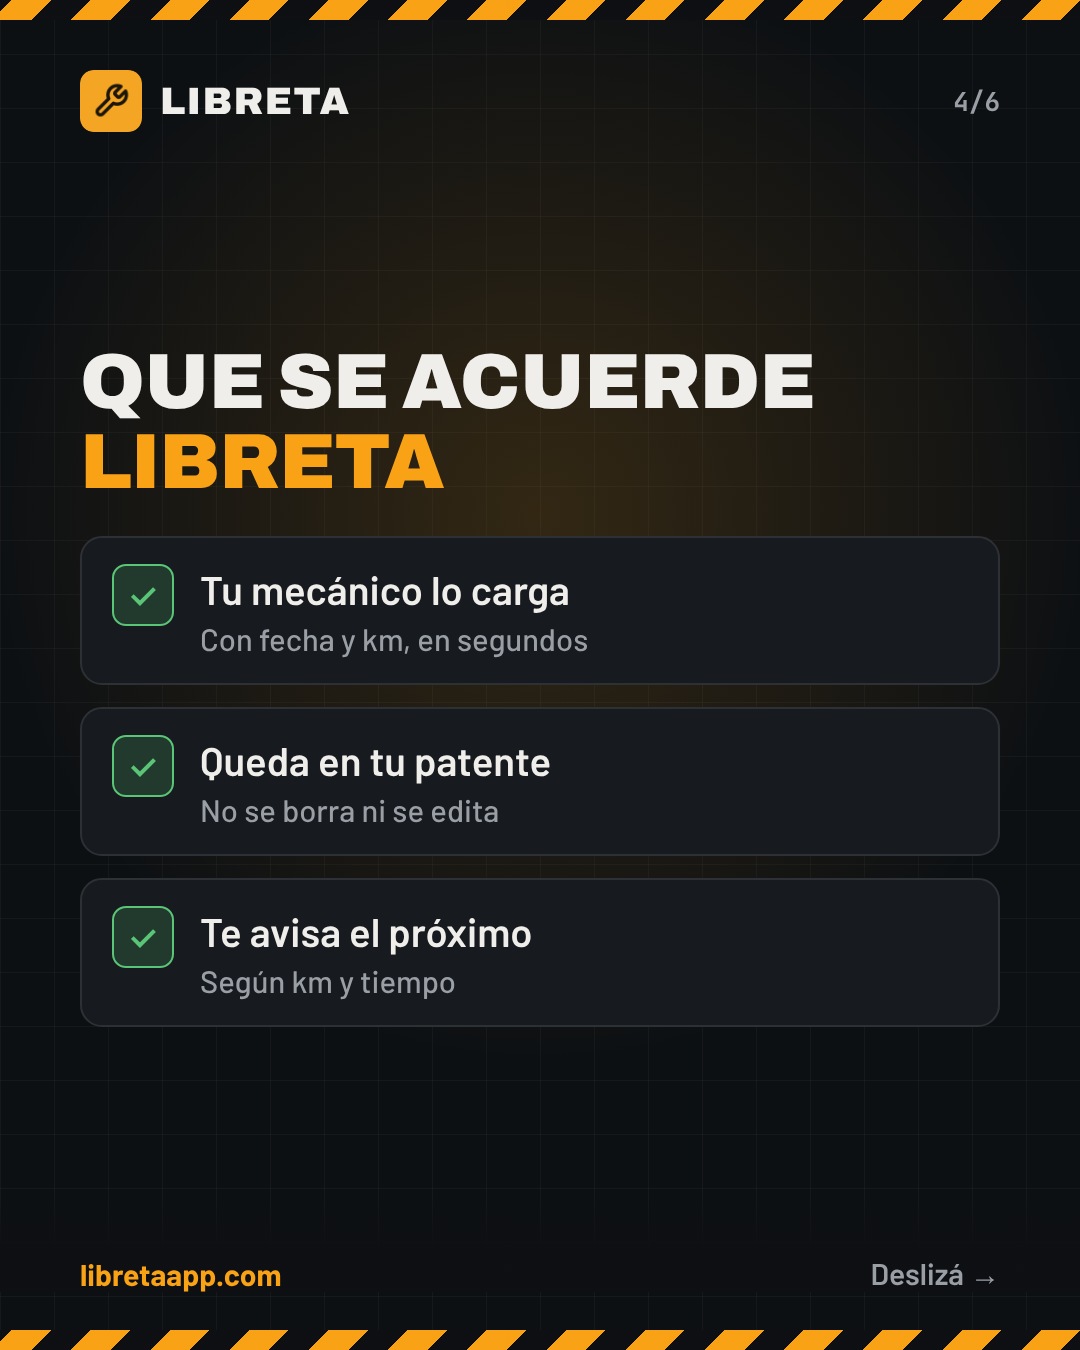 LIBRETA
4/6
QUE SE ACUERDE
LIBRETA
Tu mecánico lo carga
Con fecha y km, en segundos
Queda en tu patente
No se borra ni se edita
Te avisa el próximo
Según km y tiempo
libretaapp.com
Deslizá →